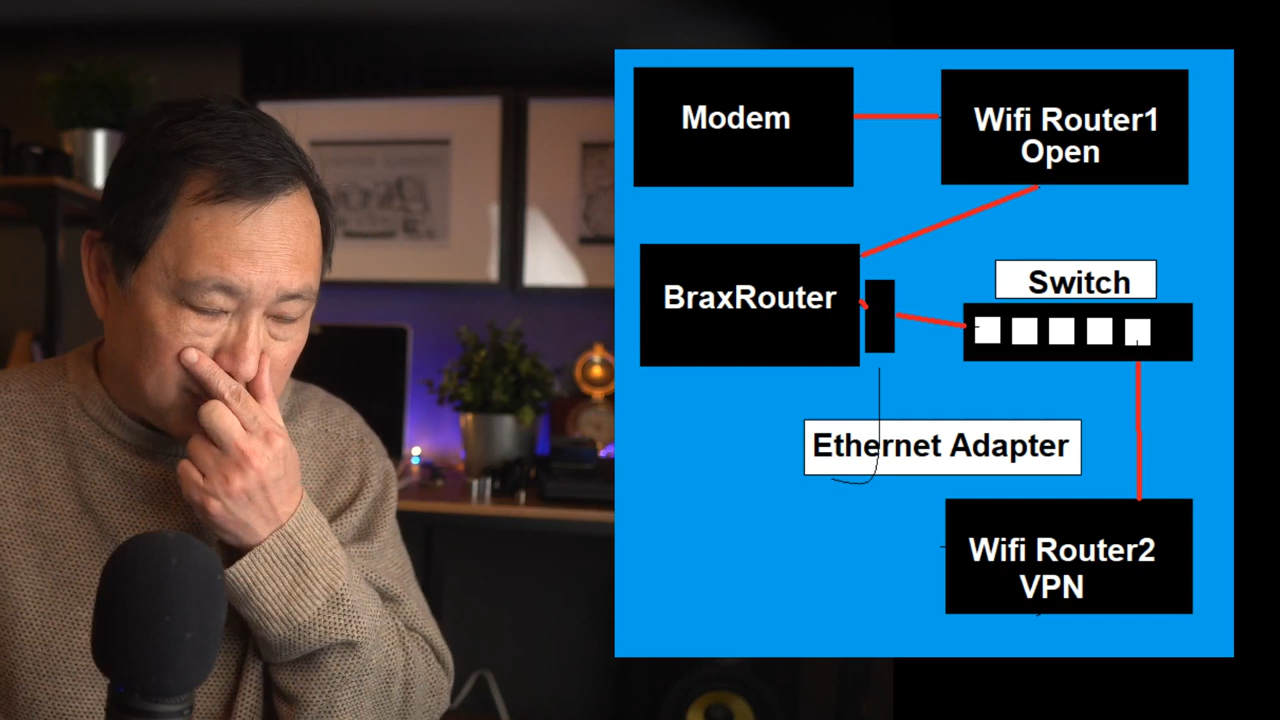 Modem
Wifi Router1
Open
BraxRouter
Switch
Ethernet Adapter
Wifi Router2
VPN